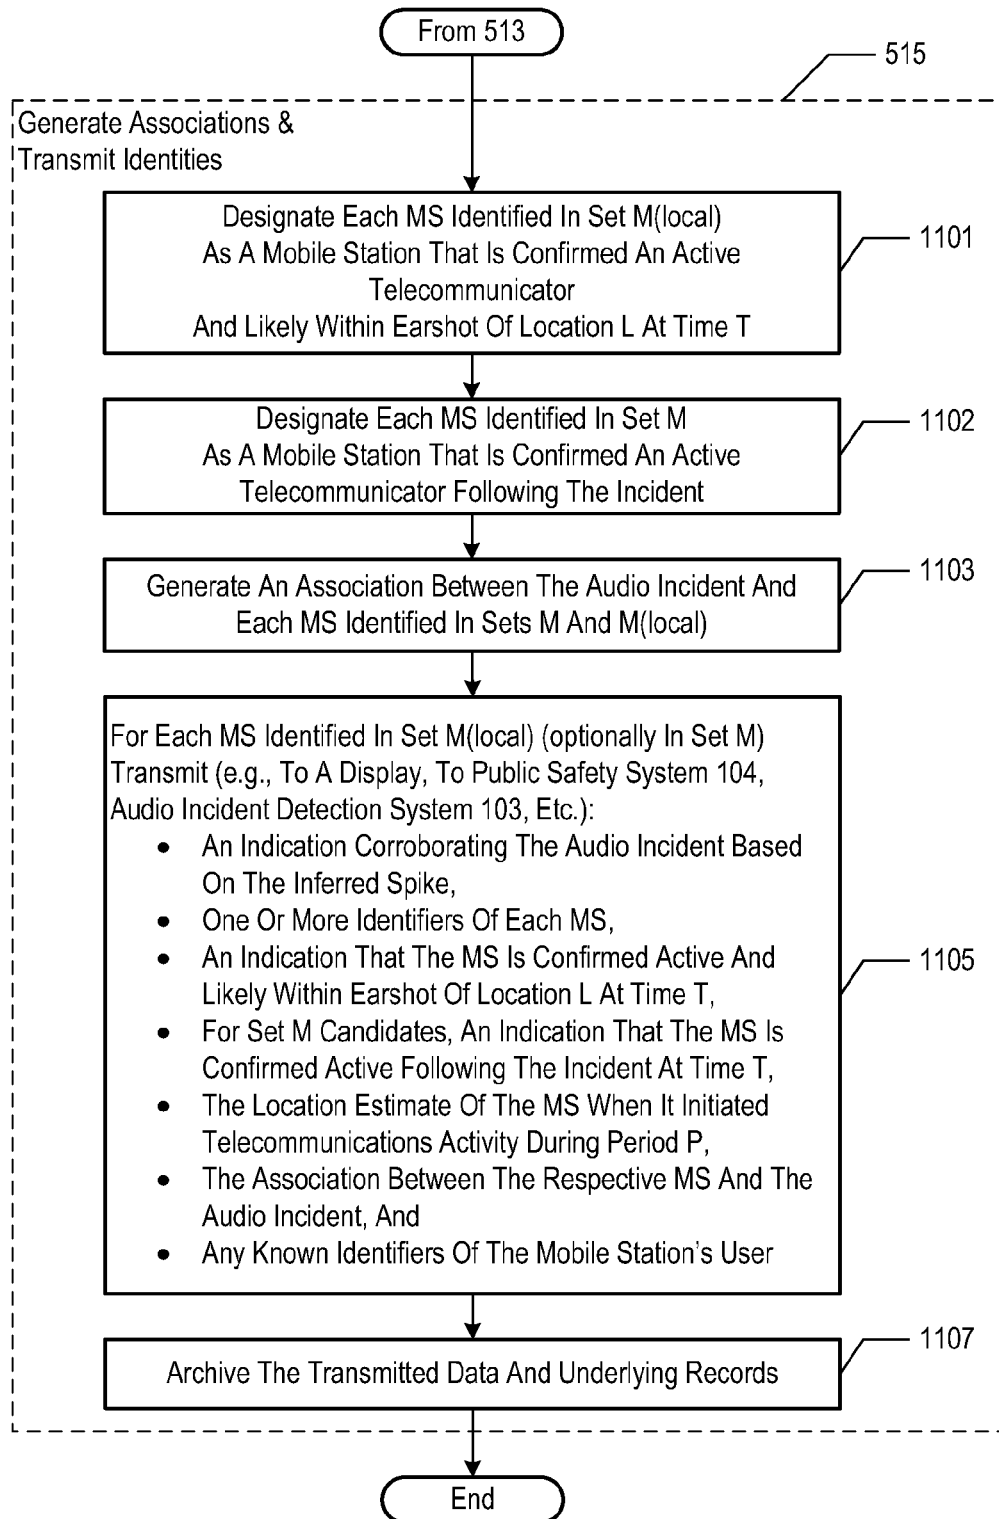 From 513
515
Generate Associations &
Transmit Identities
Designate Each MS Identified In Set M(local)
As A Mobile Station That Is Confirmed An Active
Telecommunicator
And Likely Within Earshot Of Location L At Time T
1101
Designate Each MS Identified In Set M
As A Mobile Station That Is Confirmed An Active
Telecommunicator Following The Incident
1102
Generate An Association Between The Audio Incident And
Each MS Identified In Sets M And M(local)
1103
For Each MS Identified In Set M(local) (optionally In Set M)
Transmit (e.g., To A Display, To Public Safety System 104,
Audio Incident Detection System 103, Etc.):
• An Indication Corroborating The Audio Incident Based
On The Inferred Spike,
• One Or More Identifiers Of Each MS,
• An Indication That The MS Is Confirmed Active And
Likely Within Earshot Of Location L At Time T,
• For Set M Candidates, An Indication That The MS Is
Confirmed Active Following The Incident At Time T,
• The Location Estimate Of The MS When It Initiated
Telecommunications Activity During Period P,
• The Association Between The Respective MS And The
Audio Incident, And
• Any Known Identifiers Of The Mobile Station's User
1105
Archive The Transmitted Data And Underlying Records
1107
End